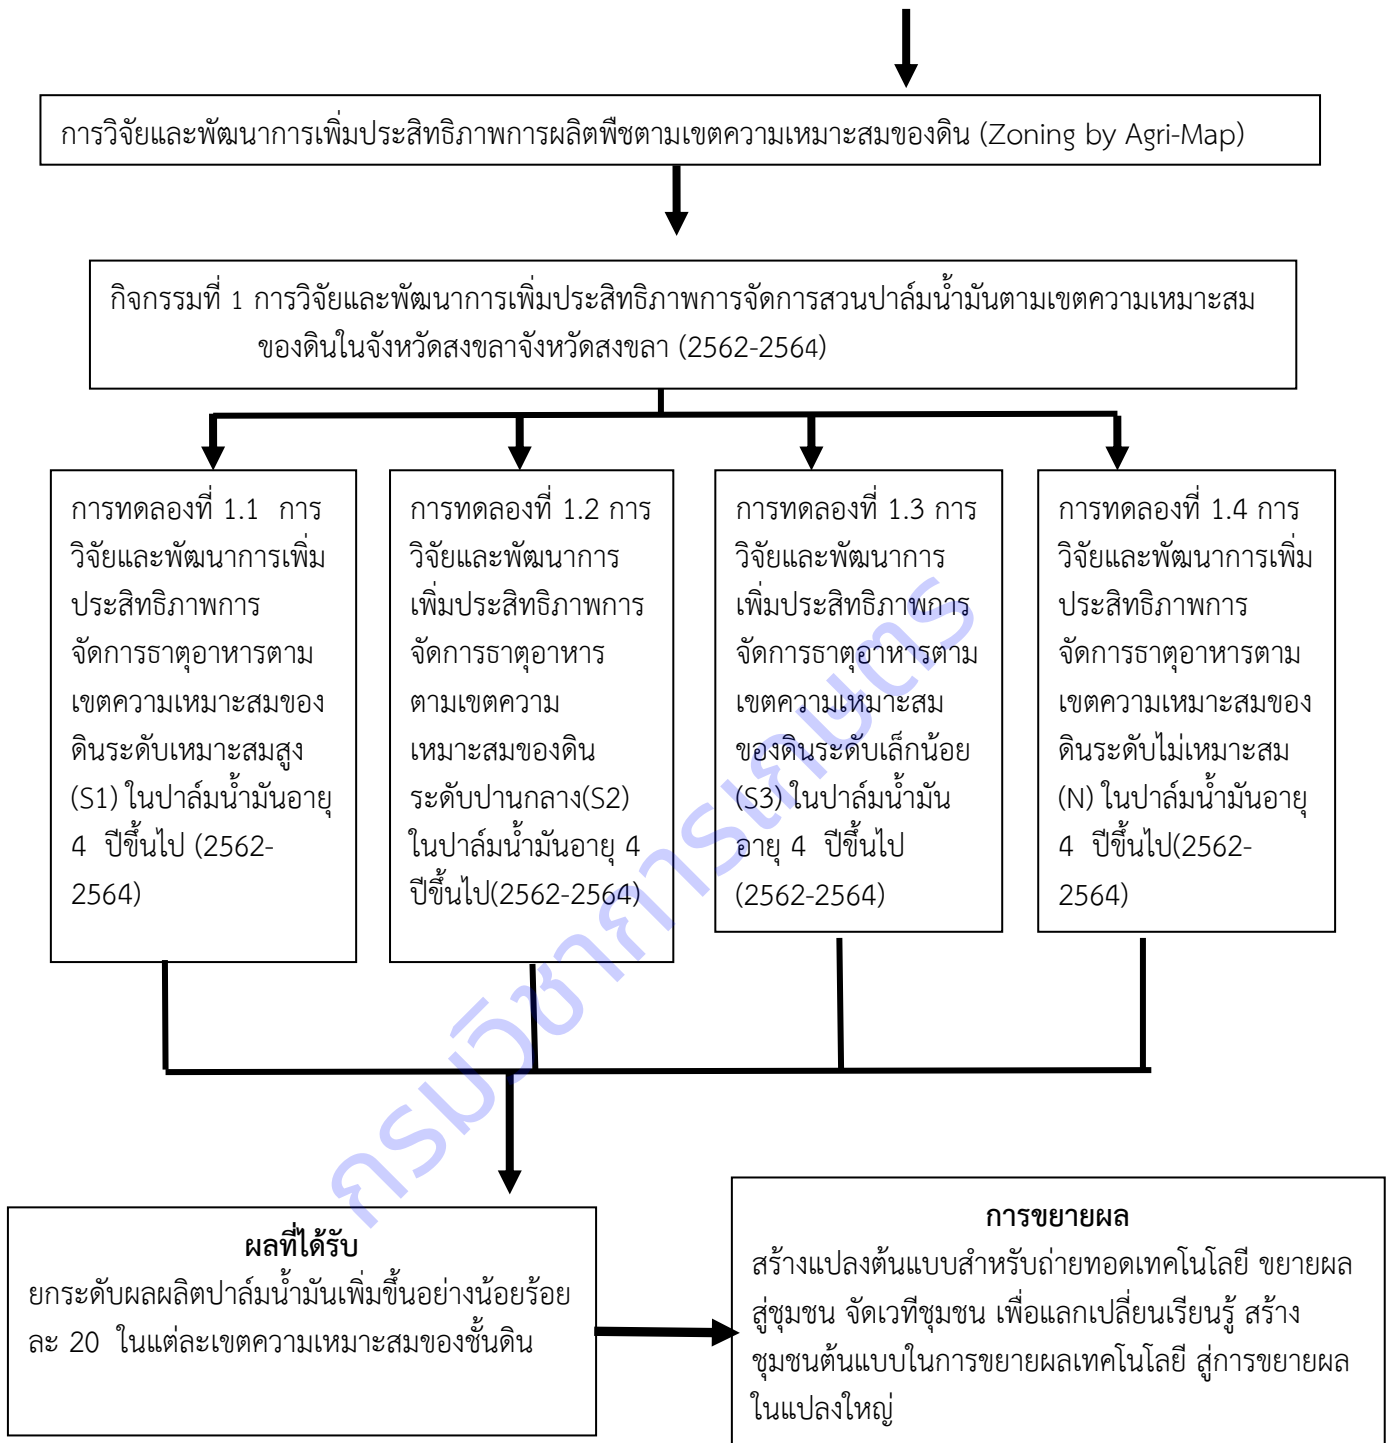 การวิจัยและพัฒนาการเพิ่มประสิทธิภาพการผลิตพืชตามเขตความเหมาะสมของดิน (Zoning by Agri-Map)
กิจกรรมที่ 1 การวิจัยและพัฒนาการเพิ่มประสิทธิภาพการจัดการสวนปาล์มน้ำมันตามเขตความเหมาะสม
ของดินในจังหวัดสงขลาจังหวัดสงขลา (2562-2564)
การทดลองที่ 1.1 การ
วิจัยและพัฒนาการเพิ่ม
ประสิทธิภาพการ
จัดการธาตุอาหารตาม
เขตความเหมาะสมของ
ดินระดับเหมาะสมสูง
(S1) ในปาล์มน้ำมันอายุ
4 ปีขึ้นไป (2562-
2564)
การทดลองที่ 1.2 การ
วิจัยและพัฒนาการ
เพิ่มประสิทธิภาพการ
จัดการธาตุอาหาร
ตามเขตความ
เหมาะสมของดิน
ระดับปานกลาง(S2)
ในปาล์มน้ำมันอายุ 4
ปีขึ้นไป(2562-2564)
การทดลองที่ 1.3 การ
วิจัยและพัฒนาการ
เพิ่มประสิทธิภาพการ
จัดการธาตุอาหารตาม
เขตความเหมาะสม
ของดินระดับเล็กน้อย
(S3) ในปาล์มน้ำมัน
อายุ 4 ปีขึ้นไป
(2562-2564)
การทดลองที่ 1.4 การ
วิจัยและพัฒนาการเพิ่ม
ประสิทธิภาพการ
จัดการธาตุอาหารตาม
เขตความเหมาะสมของ
ดินระดับไม่เหมาะสม
(N) ในปาล์มน้ำมันอายุ
4 ปีขึ้นไป(2562-
2564)
กรมวิชาการเกษตร
ผลที่ได้รับ
ยกระดับผลผลิตปาล์มน้ำมันเพิ่มขึ้นอย่างน้อยร้อย
ละ 20 ในแต่ละเขตความเหมาะสมของชั้นดิน
การขยายผล
สร้างแปลงต้นแบบสำหรับถ่ายทอดเทคโนโลยี ขยายผล
สู่ชุมชน จัดเวทีชุมชน เพื่อแลกเปลี่ยนเรียนรู้ สร้าง
ชุมชนต้นแบบในการขยายผลเทคโนโลยี สู่การขยายผล
ในแปลงใหญ่